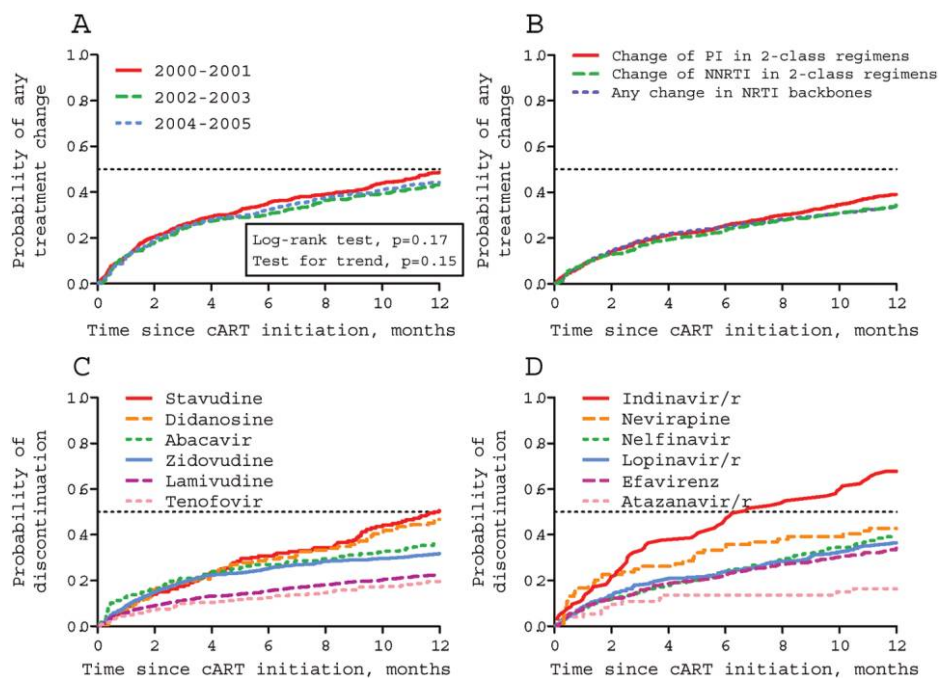 A
1.0
0.8
0.6
0.4
0.2
0.0
Probability of any
treatment change
2000-2001
2002-2003
2004-2005
Log-rank test, p=0.17
Test for trend, p=0.15
0 2 4 6 8 10 12
Time since cART initiation, months
B
1.0
0.8
0.6
0.4
0.2
0.0
Probability of any
treatment change
Change of PI in 2-class regimens
Change of NNRTI in 2-class regimens
Any change in NRTI backbones
0 2 4 6 8 10 12
Time since cART initiation, months
C
1.0
0.8
0.6
0.4
0.2
0.0
Probability of
discontinuation
Stavudine
Didanosine
Abacavir
Zidovudine
Lamivudine
Tenofovir
0 2 4 6 8 10 12
Time since cART initiation, months
D
1.0
0.8
0.6
0.4
0.2
0.0
Probability of
discontinuation
Indinavir/r
Nevirapine
Nelfinavir
Lopinavir/r
Efavirenz
Atazanavir/r
0 2 4 6 8 10 12
Time since cART initiation, months